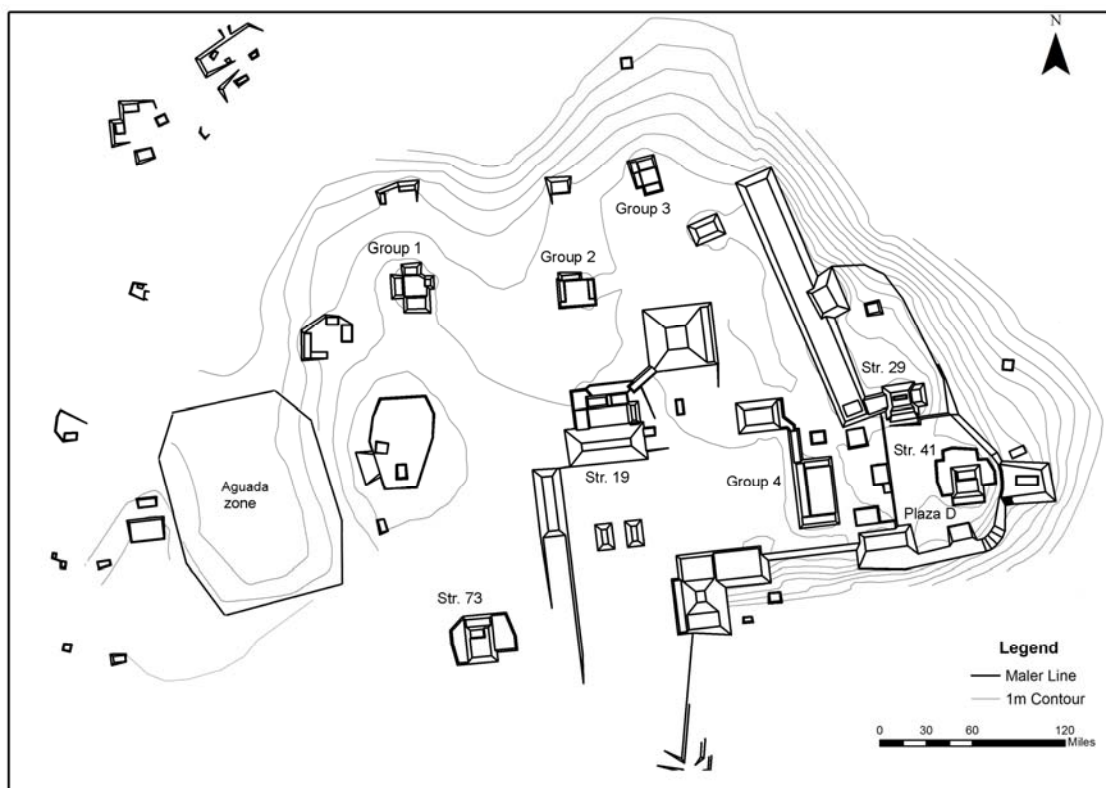 N
Group 3
Group 1
Group 2
Str. 29
Str. 41
Str. 19
Group 4
Aguada
zone
Plaza D
Str. 73
Legend
Maler Line
1m Contour
0 30 60 120
Miles